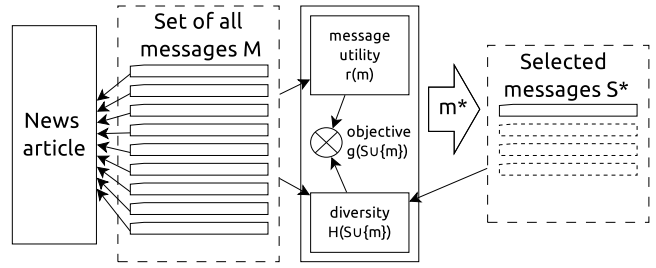 News
article
Set of all
messages M
message
utility
r(m)
objective
g(S∪{m})
diversity
H(S∪{m})
m*
Selected
messages S*